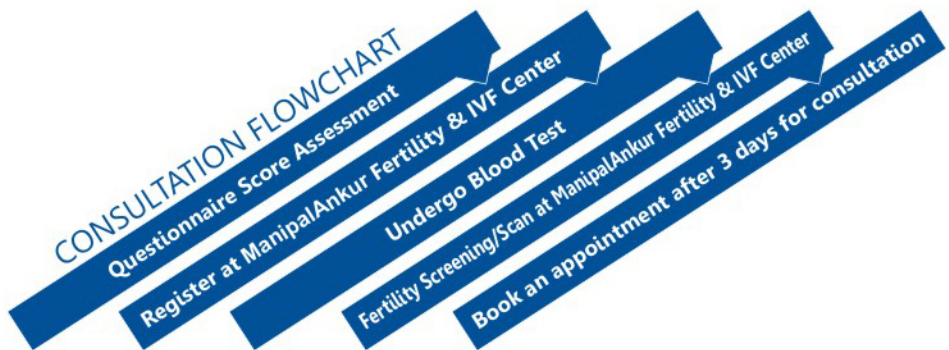 CONSULTATION FLOWCHART
Questionnaire Score Assessment
Register at ManipalAnkur Fertility & IVF Center
Undergo Blood Test
Fertility Screening/Scan at ManipalAnkur Fertility & IVF Center
Book an appointment after 3 days for consultation